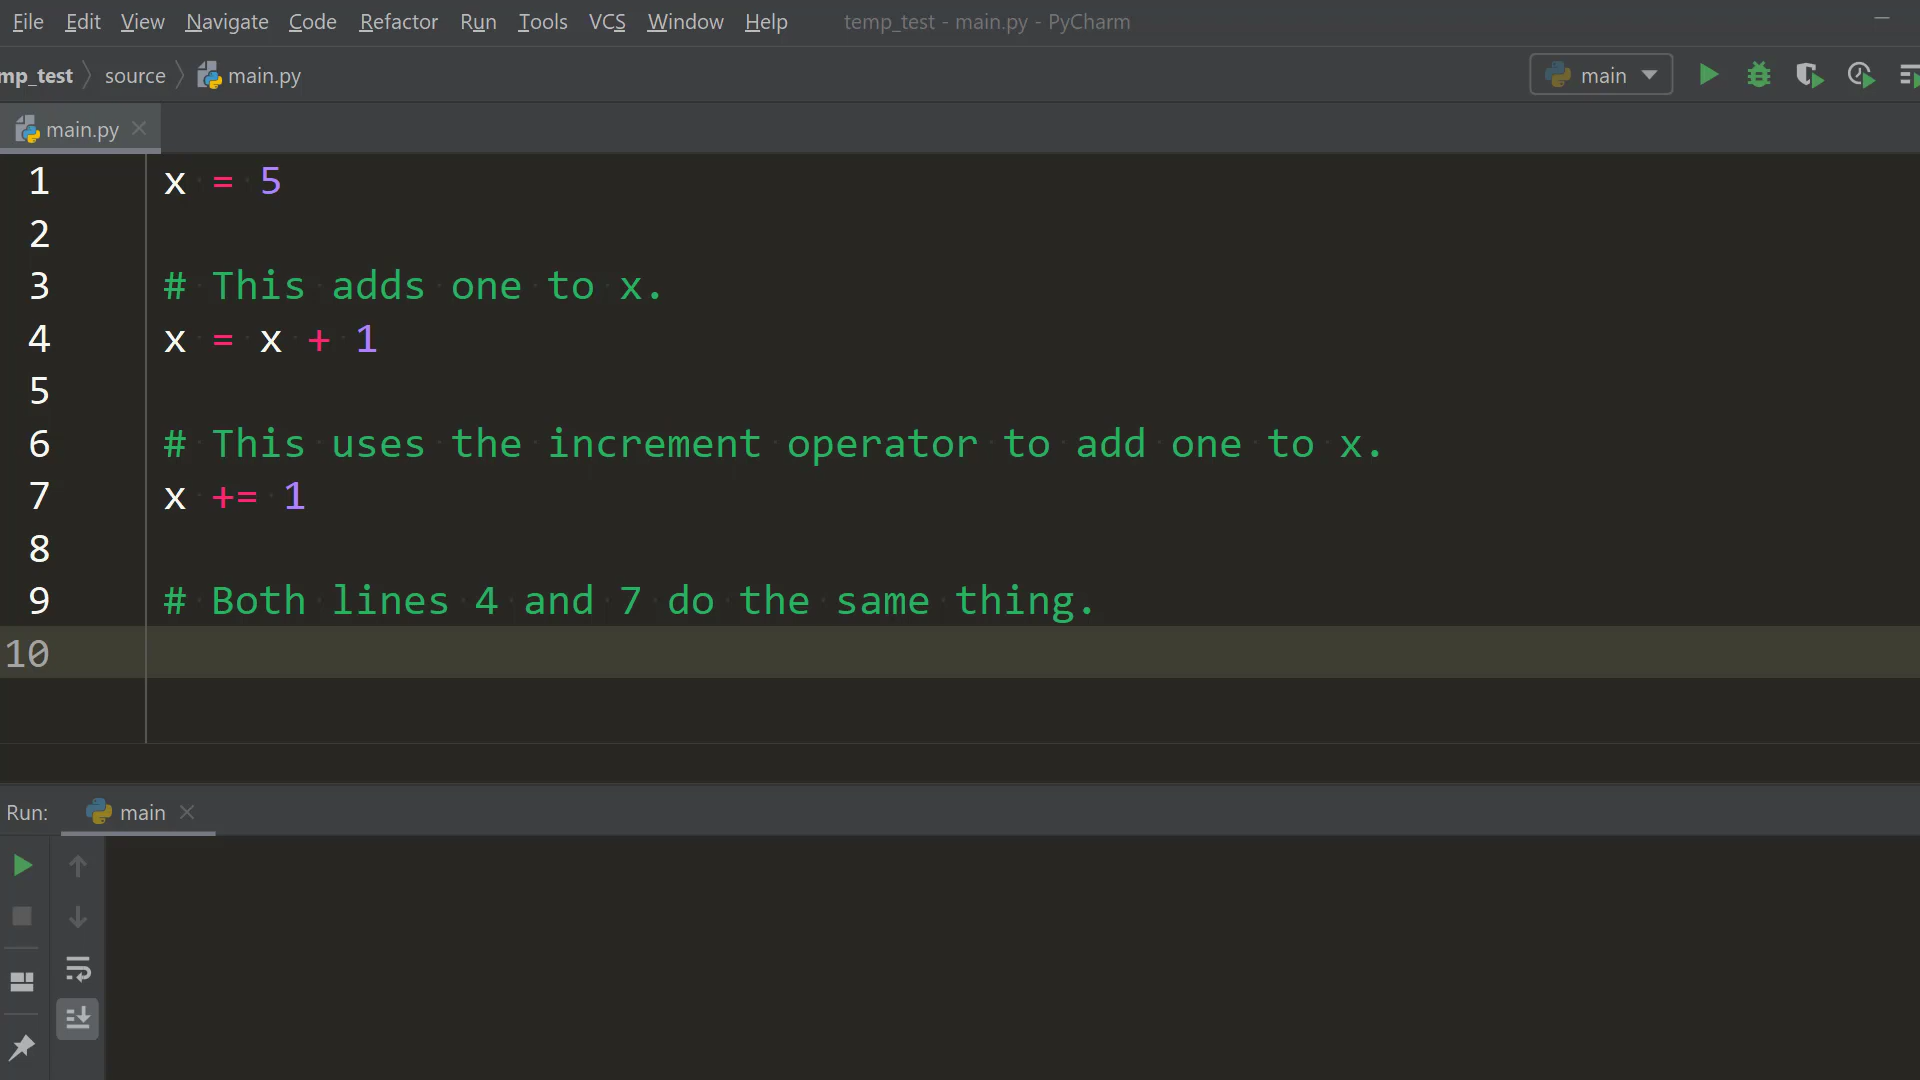 File Edit View Navigate Code Refactor Run Tools VCS Window Help temp_test - main.py - PyCharm
mp_test source main.py main
main.py
1 x = 5
2
3 # This adds one to x.
4 x = x + 1
5
6 # This uses the increment operator to add one to x.
7 x += 1
8
9 # Both lines 4 and 7 do the same thing.
10
Run: main